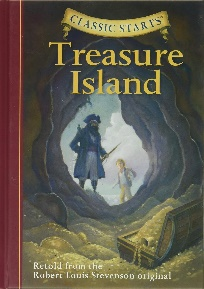 CLASSIC STARTS®
Treasure
Island
Retold from the
Robert Louis Stevenson original